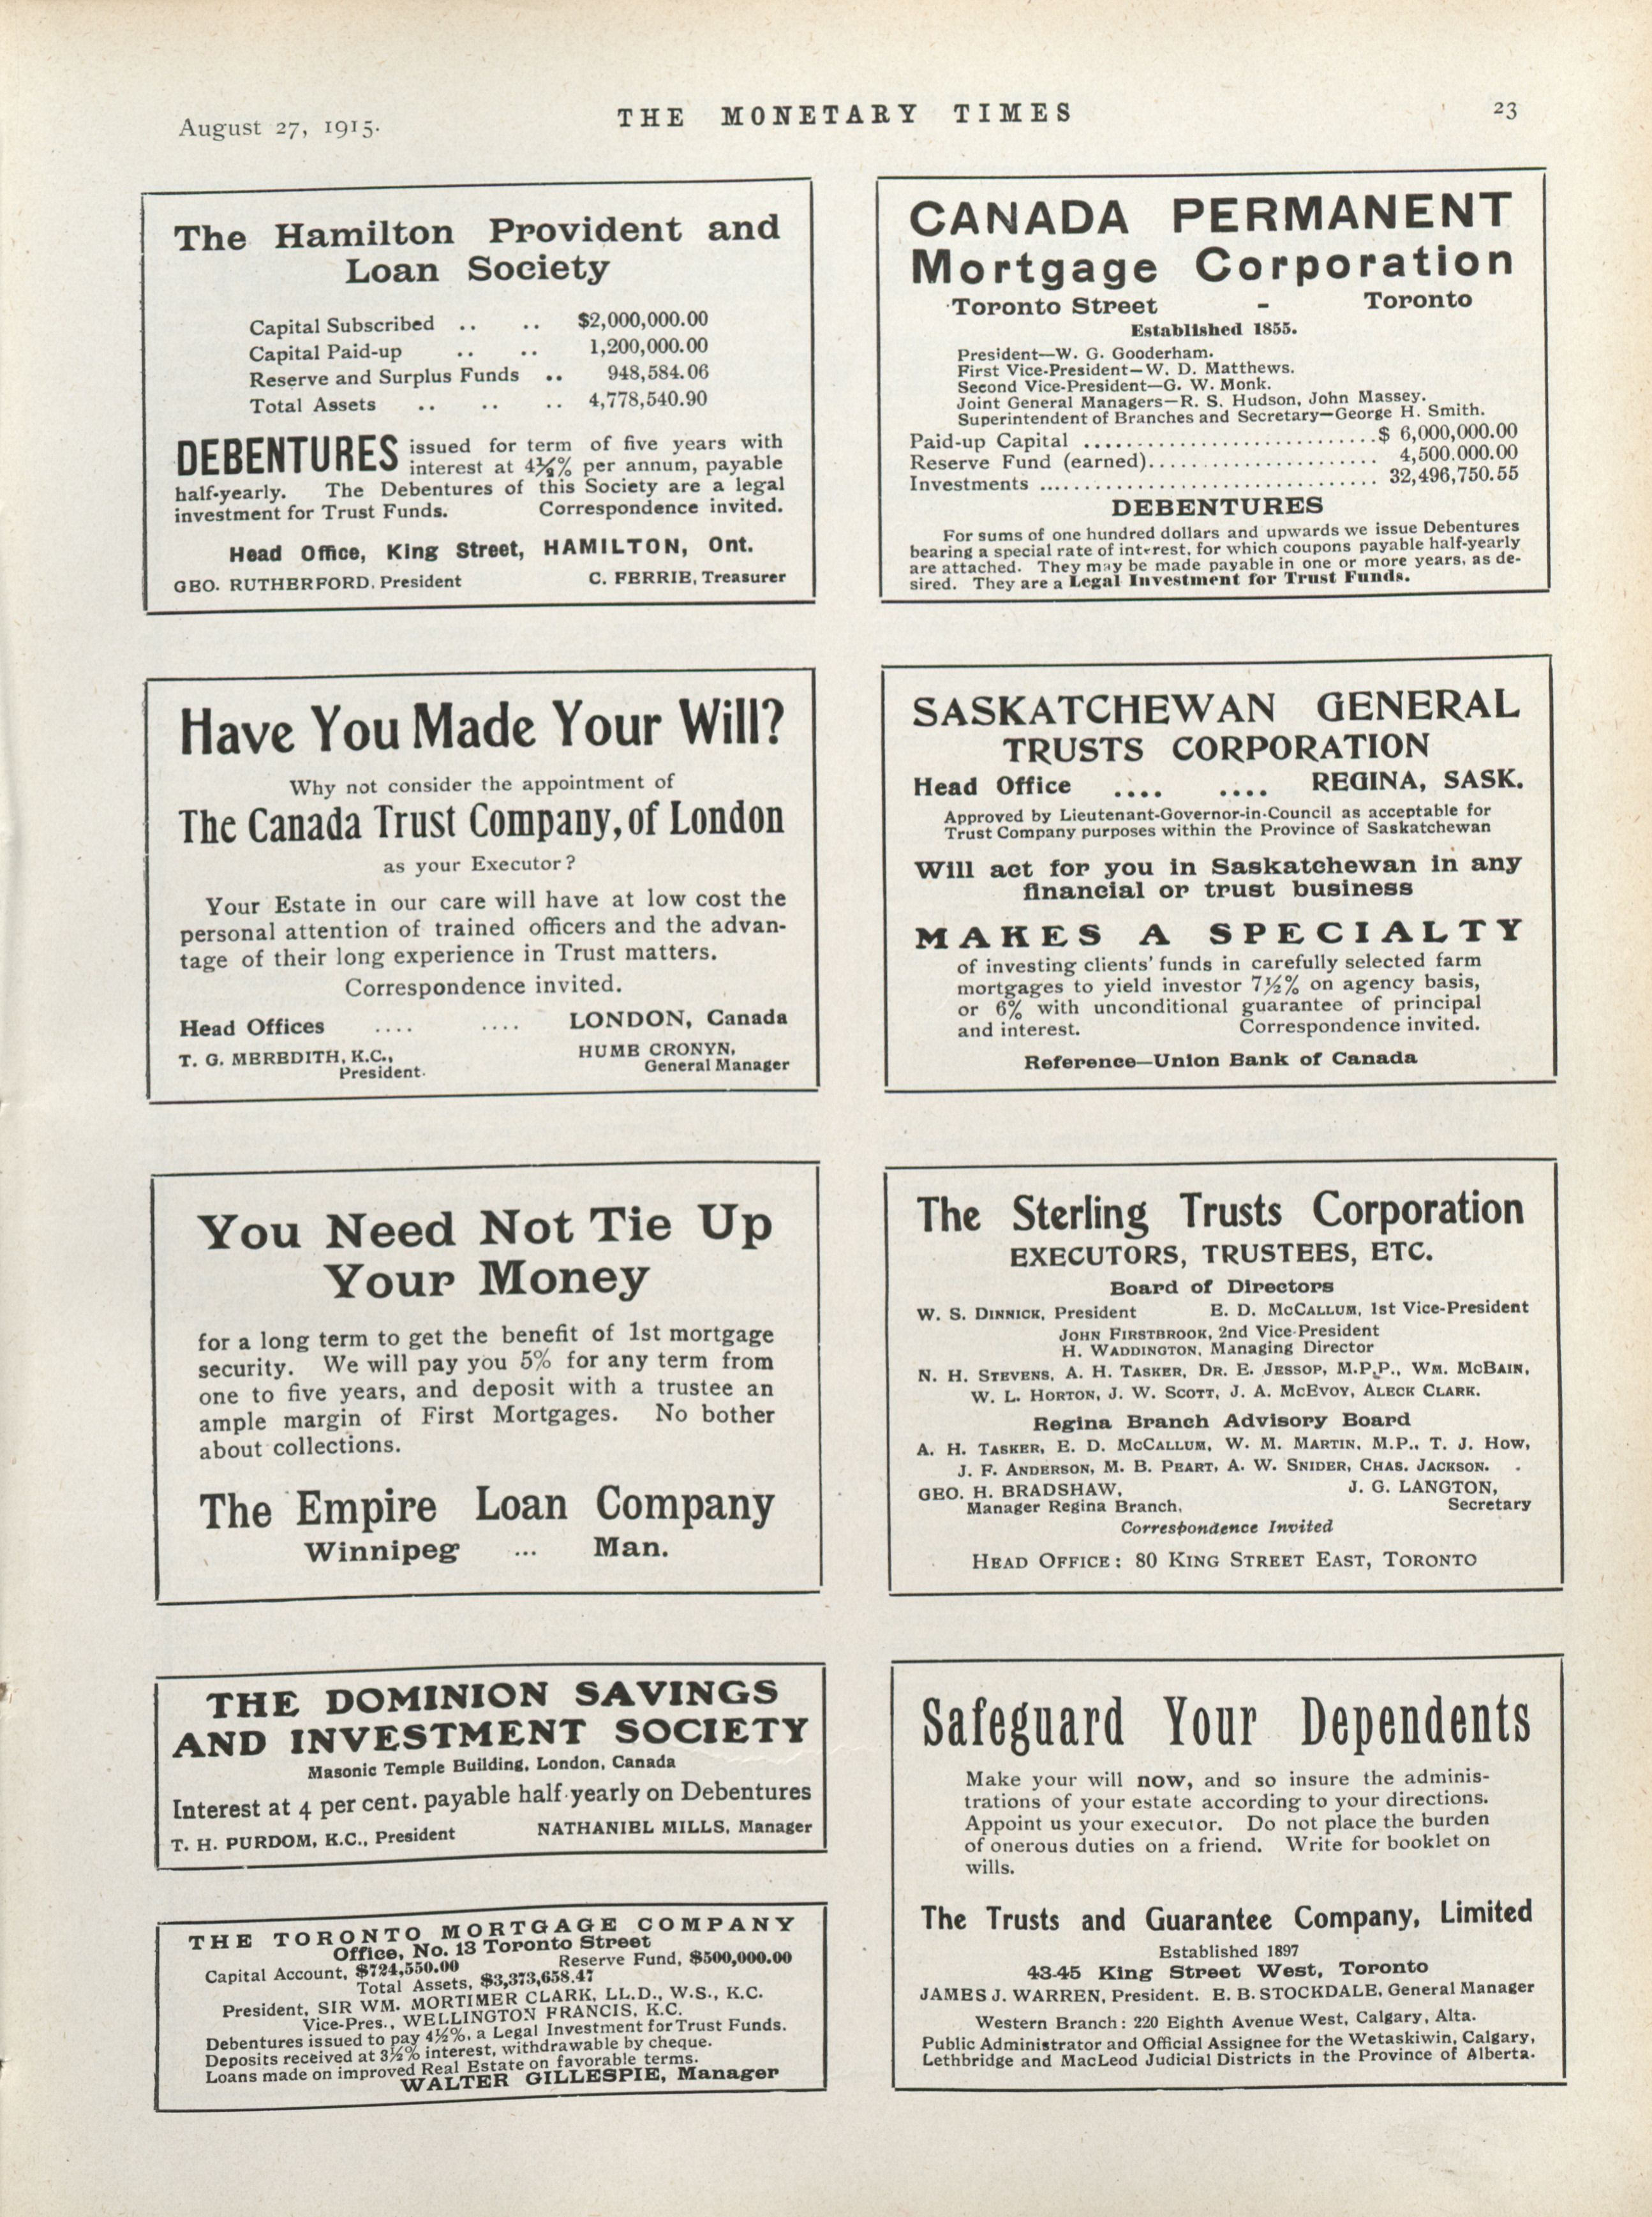 August 27, 1915.
THE MONETARY TIMES
23
The Hamilton Provident and
Loan Society
Capital Subscribed .. .. $2,000,000.00
Capital Paid-up .. .. 1,200,000.00
Reserve and Surplus Funds .. 948,584.06
Total Assets .. .. .. 4,778,540.90
DEBENTURES issued for term of five years with
interest at 4½% per annum, payable
half-yearly. The Debentures of this Society are a legal
investment for Trust Funds. Correspondence invited.
Head Office, King Street, HAMILTON, Ont.
GEO. RUTHERFORD, President C. FERRIE, Treasurer
CANADA PERMANENT
Mortgage Corporation
Toronto Street - Toronto
Established 1855.
President—W. G. Gooderham.
First Vice-President—W. D. Matthews.
Second Vice-President—G. W. Monk.
Joint General Managers—R. S. Hudson, John Massey.
Superintendent of Branches and Secretary—George H. Smith.
Paid-up Capital ..............................$ 6,000,000.00
Reserve Fund (earned)........................ 4,500.000.00
Investments .................................. 32,496,750.55
DEBENTURES
For sums of one hundred dollars and upwards we issue Debentures
bearing a special rate of interest, for which coupons payable half-yearly
are attached. They may be made payable in one or more years, as de-
sired. They are a Legal Investment for Trust Funds.
Have You Made Your Will?
Why not consider the appointment of
The Canada Trust Company, of London
as your Executor?
Your Estate in our care will have at low cost the
personal attention of trained officers and the advan-
tage of their long experience in Trust matters.
Correspondence invited.
Head Offices .... .... LONDON, Canada
T. G. MEREDITH, K.C.,
President.
HUME CRONYN,
General Manager
SASKATCHEWAN GENERAL
TRUSTS CORPORATION
Head Office .... .... REGINA, SASK.
Approved by Lieutenant-Governor-in-Council as acceptable for
Trust Company purposes within the Province of Saskatchewan
Will act for you in Saskatchewan in any
financial or trust business
MAKES A SPECIALTY
of investing clients' funds in carefully selected farm
mortgages to yield investor 7½% on agency basis,
or 6% with unconditional guarantee of principal
and interest. Correspondence invited.
Reference—Union Bank of Canada
You Need Not Tie Up
Your Money
for a long term to get the benefit of 1st mortgage
security. We will pay you 5% for any term from
one to five years, and deposit with a trustee an
ample margin of First Mortgages. No bother
about collections.
The Empire Loan Company
Winnipeg ... Man.
The Sterling Trusts Corporation
EXECUTORS, TRUSTEES, ETC.
Board of Directors
W. S. DINNICK, President E. D. MCCALLUM, 1st Vice-President
JOHN FIRSTBROOK, 2nd Vice-President
H. WADDINGTON, Managing Director
N. H. STEVENS, A. H. TASKER, DR. E. JESSOP, M.P.P., WM. MCBAIN,
W. L. HORTON, J. W. SCOTT, J. A. MCEVOY, ALECK CLARK.
Regina Branch Advisory Board
A. H. TASKER, E. D. MCCALLUM, W. M. MARTIN, M.P., T. J. HOW,
J. F. ANDERSON, M. B. PEART, A. W. SNIDER, CHAS. JACKSON.
GEO. H. BRADSHAW,
Manager Regina Branch,
J. G. LANGTON,
Secretary
Correspondence Invited
HEAD OFFICE: 80 KING STREET EAST, TORONTO
THE DOMINION SAVINGS
AND INVESTMENT SOCIETY
Masonic Temple Building, London, Canada
Interest at 4 per cent. payable half-yearly on Debentures
T. H. PURDOM, K.C., President NATHANIEL MILLS, Manager
THE TORONTO MORTGAGE COMPANY
Office, No. 13 Toronto Street
Capital Account, $724,550.00 Reserve Fund, $500,000.00
Total Assets, $3,373,658.47
President, SIR WM. MORTIMER CLARK, LL.D., W.S., K.C.
Vice-Pres., WELLINGTON FRANCIS, K.C.
Debentures issued to pay 4½%, a Legal Investment for Trust Funds.
Deposits received at 3½% interest, withdrawable by cheque.
Loans made on improved Real Estate on favorable terms.
WALTER GILLESPIE, Manager
Safeguard Your Dependents
Make your will now, and so insure the adminis-
trations of your estate according to your directions.
Appoint us your executor. Do not place the burden
of onerous duties on a friend. Write for booklet on
wills.
The Trusts and Guarantee Company, Limited
Established 1897
43-45 King Street West, Toronto
JAMES J. WARREN, President. E. B. STOCKDALE, General Manager
Western Branch: 220 Eighth Avenue West, Calgary, Alta.
Public Administrator and Official Assignee for the Wetaskiwin, Calgary,
Lethbridge and MacLeod Judicial Districts in the Province of Alberta.